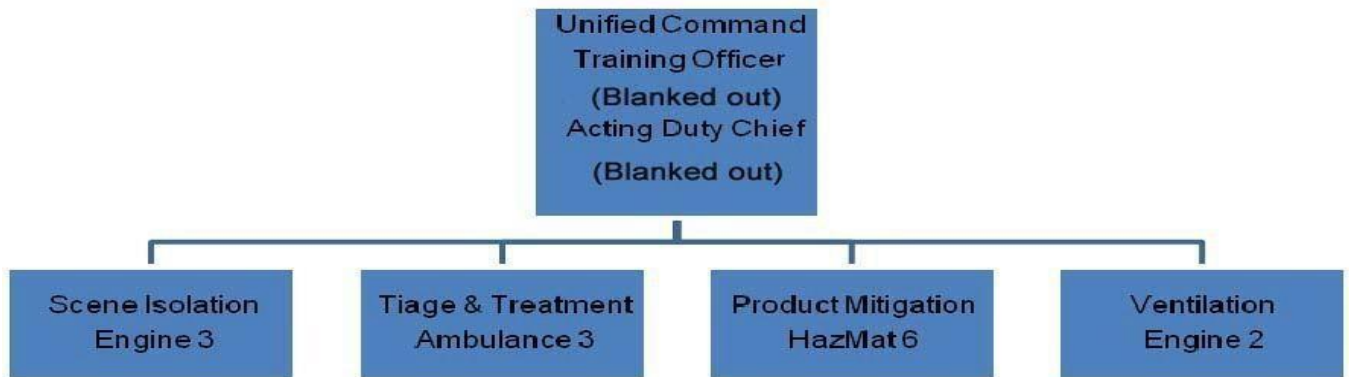 Unified Command
Training Officer
(Blanked out)
Acting Duty Chief
(Blanked out)
Scene Isolation
Engine 3
Tiage & Treatment
Ambulance 3
Product Mitigation
HazMat 6
Ventilation
Engine 2